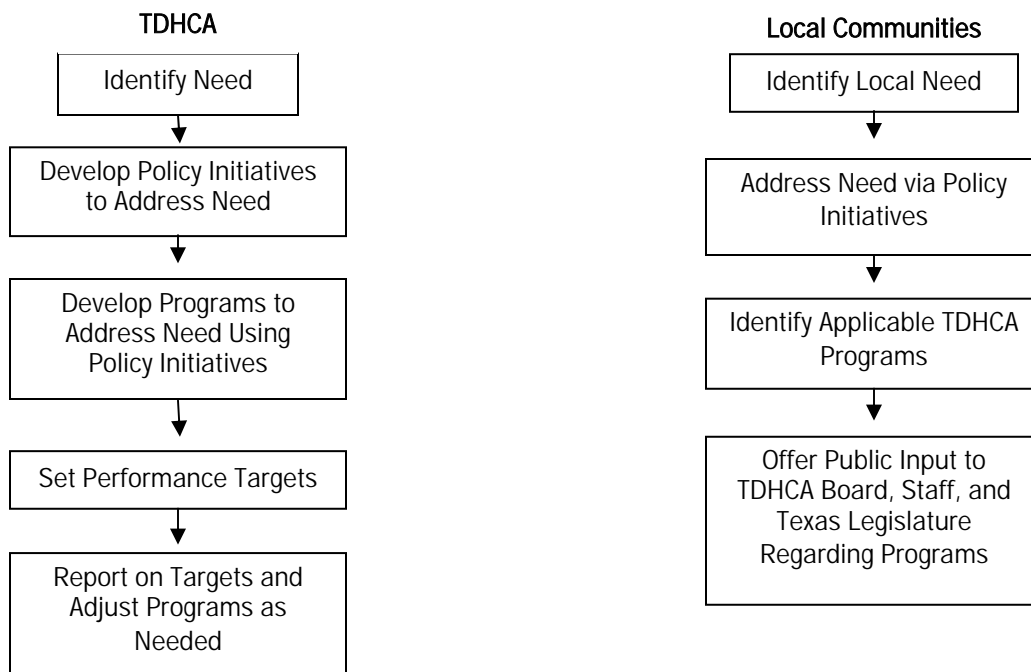 TDHCA
Identify Need
Develop Policy Initiatives
to Address Need
Develop Programs to
Address Need Using
Policy Initiatives
Set Performance Targets
Report on Targets and
Adjust Programs as
Needed
Local Communities
Identify Local Need
Address Need via Policy
Initiatives
Identify Applicable TDHCA
Programs
Offer Public Input to
TDHCA Board, Staff, and
Texas Legislature
Regarding Programs